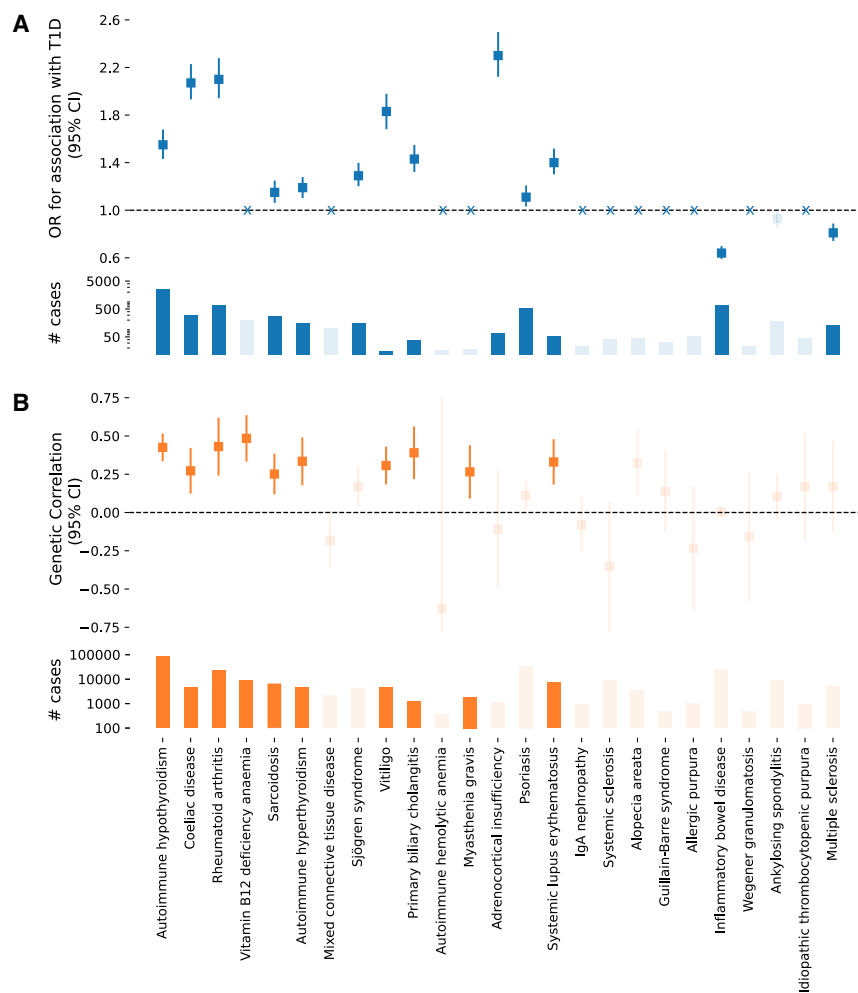 A
OR for association with T1D
(95% CI)
2.6
2.2
1.8
1.4
1.0
0.6
# cases
5000
500
50
B
Genetic Correlation
(95% CI)
0.75
0.50
0.25
0.00
−0.25
−0.50
−0.75
# cases
100000
10000
1000
100
Autoimmune hypothyroidism
Coeliac disease
Rheumatoid arthritis
Vitamin B12 deficiency anaemia
Sarcoidosis
Autoimmune hyperthyroidism
Mixed connective tissue disease
Sjögren syndrome
Vitiligo
Primary biliary cholangitis
Autoimmune hemolytic anemia
Myasthenia gravis
Adrenocortical insufficiency
Psoriasis
Systemic lupus erythematosus
IgA nephropathy
Systemic sclerosis
Alopecia areata
Guillain-Barre syndrome
Allergic purpura
Inflammatory bowel disease
Wegener granulomatosis
Ankylosing spondylitis
Idiopathic thrombocytopenic purpura
Multiple sclerosis